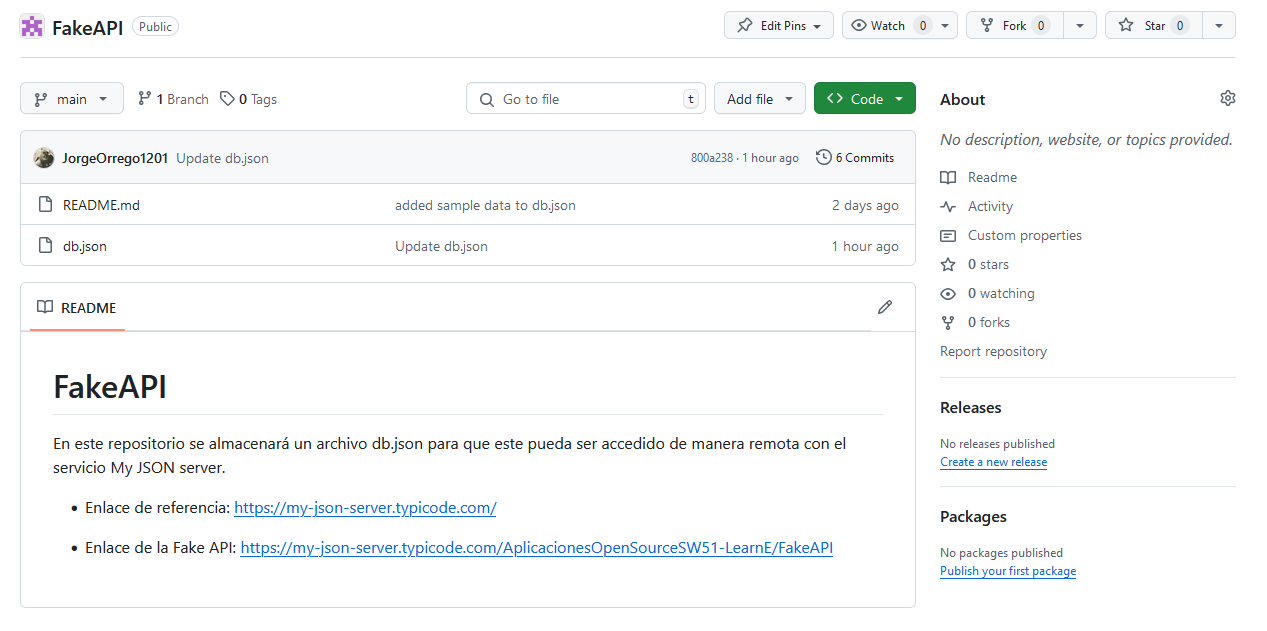 FakeAPI Public Edit Pins Watch 0 Fork 0 Star 0
main 1 Branch 0 Tags Go to file t Add file Code
JorgeOrrego1201 Update db.json 800a238 · 1 hour ago 6 Commits
README.md added sample data to db.json 2 days ago
db.json Update db.json 1 hour ago
README
FakeAPI
En este repositorio se almacenará un archivo db.json para que este pueda ser accedido de manera remota con el
servicio My JSON server.
• Enlace de referencia: https://my-json-server.typicode.com/
• Enlace de la Fake API: https://my-json-server.typicode.com/AplicacionesOpenSourceSW51-LearnE/FakeAPI
About
No description, website, or topics provided.
Readme
Activity
Custom properties
0 stars
0 watching
0 forks
Report repository
Releases
No releases published
Create a new release
Packages
No packages published
Publish your first package